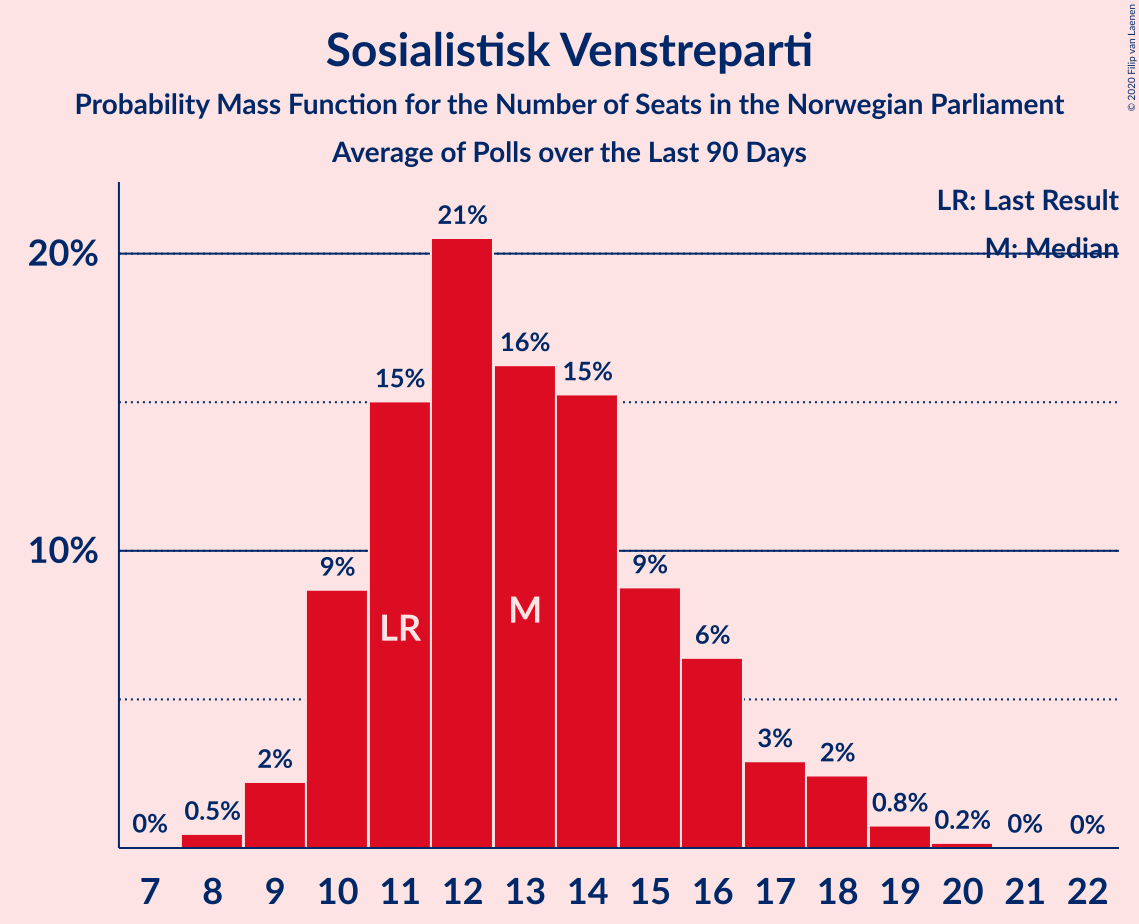 Sosialistisk Venstreparti
Probability Mass Function for the Number of Seats in the Norwegian Parliament
Average of Polls over the Last 90 Days
© 2020 Filip van Laenen
LR: Last Result
M: Median
20%
10%
0%
0.5%
2%
9%
15%
21%
16%
15%
9%
6%
3%
2%
0.8%
0.2%
0%
0%
LR
M
7 8 9 10 11 12 13 14 15 16 17 18 19 20 21 22